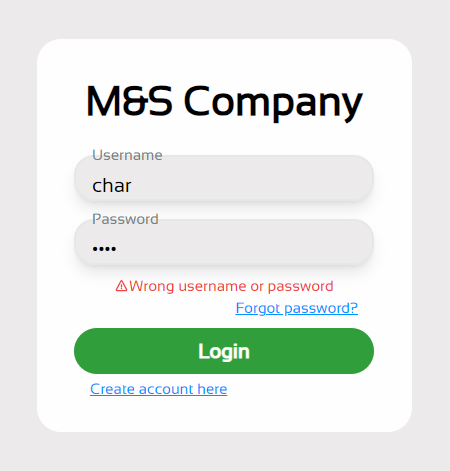 M&S Company
Username
char
Password
••••
Wrong username or password
Forgot password?
Login
Create account here